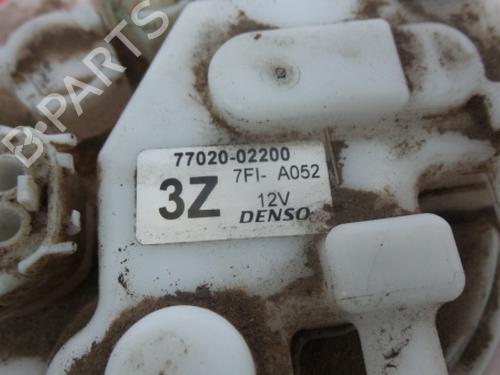 B-PARTS
77020-02200
3Z 7FI- A052
12V
DENSO